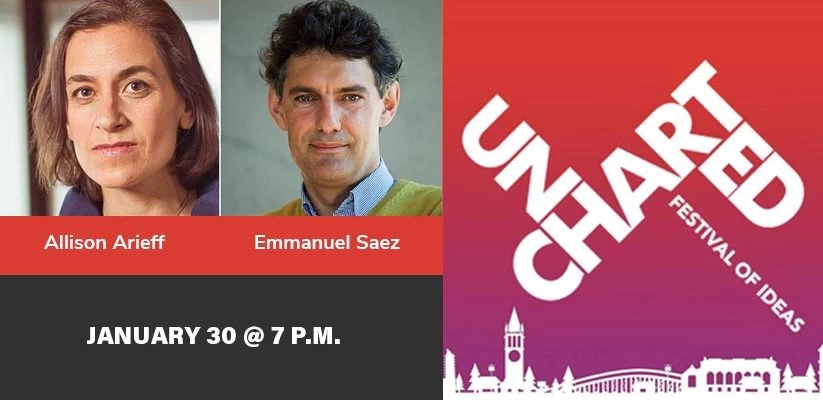 Allison Arieff
Emmanuel Saez
JANUARY 30 @ 7 P.M.
UN
CHARTED
FESTIVAL OF IDEAS